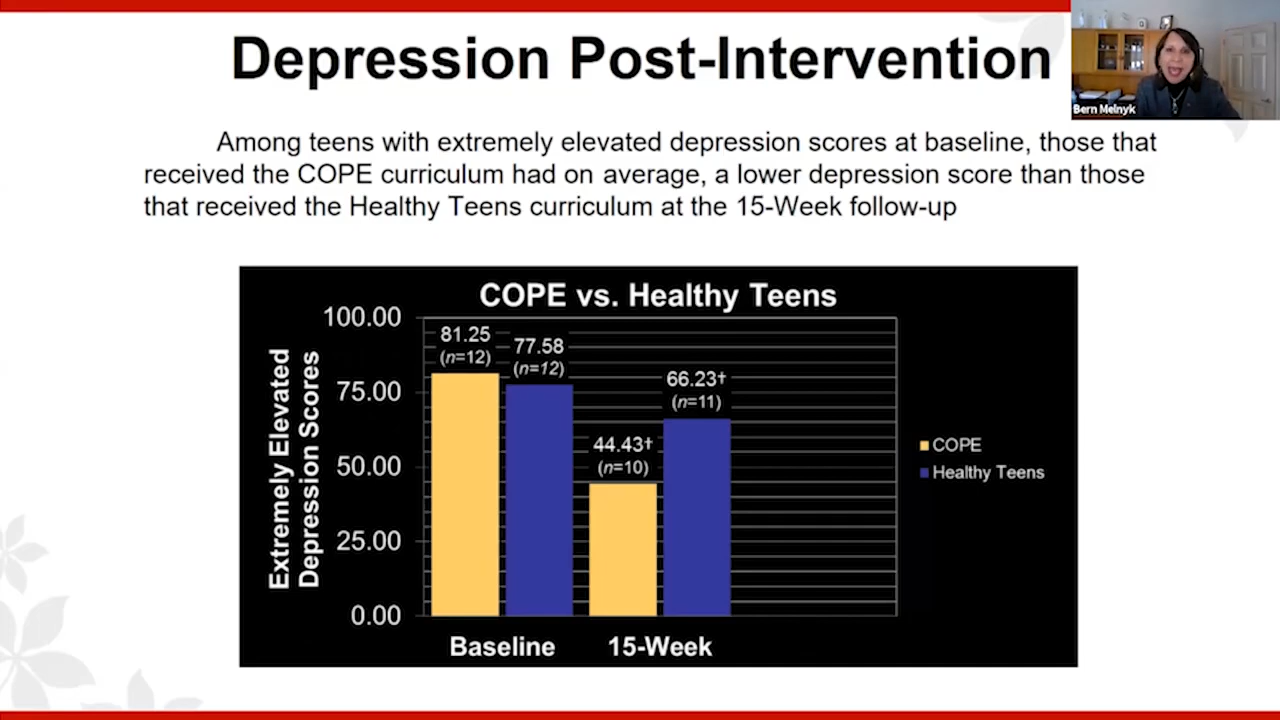 Depression Post-Intervention
Bern Melnyk
Among teens with extremely elevated depression scores at baseline, those that
received the COPE curriculum had on average, a lower depression score than those
that received the Healthy Teens curriculum at the 15-Week follow-up
COPE vs. Healthy Teens
Extremely Elevated
Depression Scores
100.00
75.00
50.00
25.00
0.00
81.25
(n=12)
77.58
(n=12)
44.43†
(n=10)
66.23†
(n=11)
Baseline
15-Week
COPE
Healthy Teens